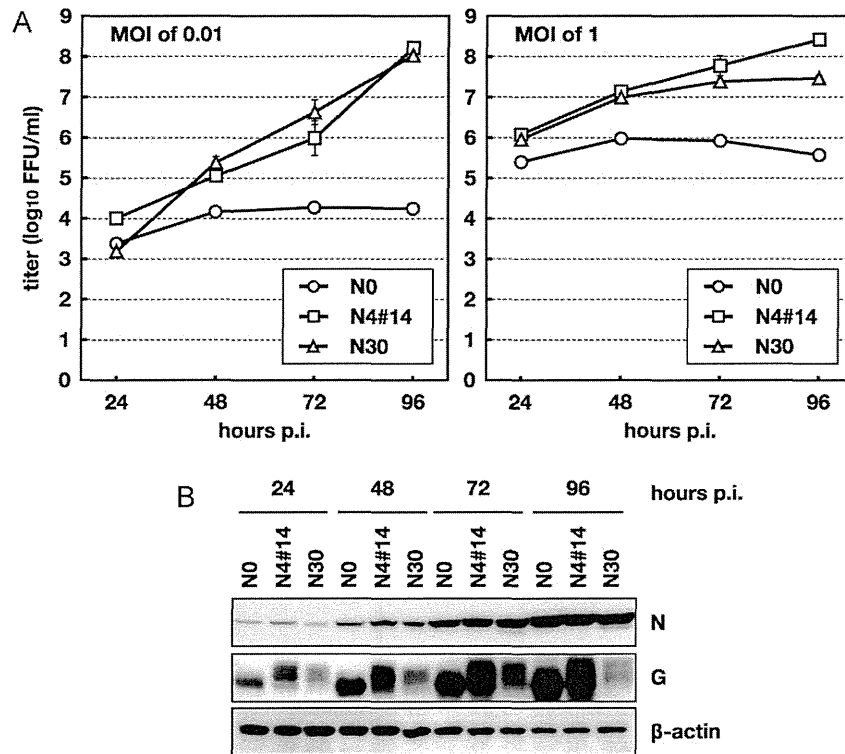 A
MOI of 0.01
MOI of 1
titer (log10 FFU/ml)
9
8
7
6
5
4
3
2
1
0
N0
N4#14
N30
24 48 72 96
hours p.i.
9
8
7
6
5
4
3
2
1
0
N0
N4#14
N30
24 48 72 96
hours p.i.
B
24 48 72 96 hours p.i.
N0 N4#14 N30 N0 N4#14 N30 N0 N4#14 N30 N0 N4#14 N30
N
G
β-actin